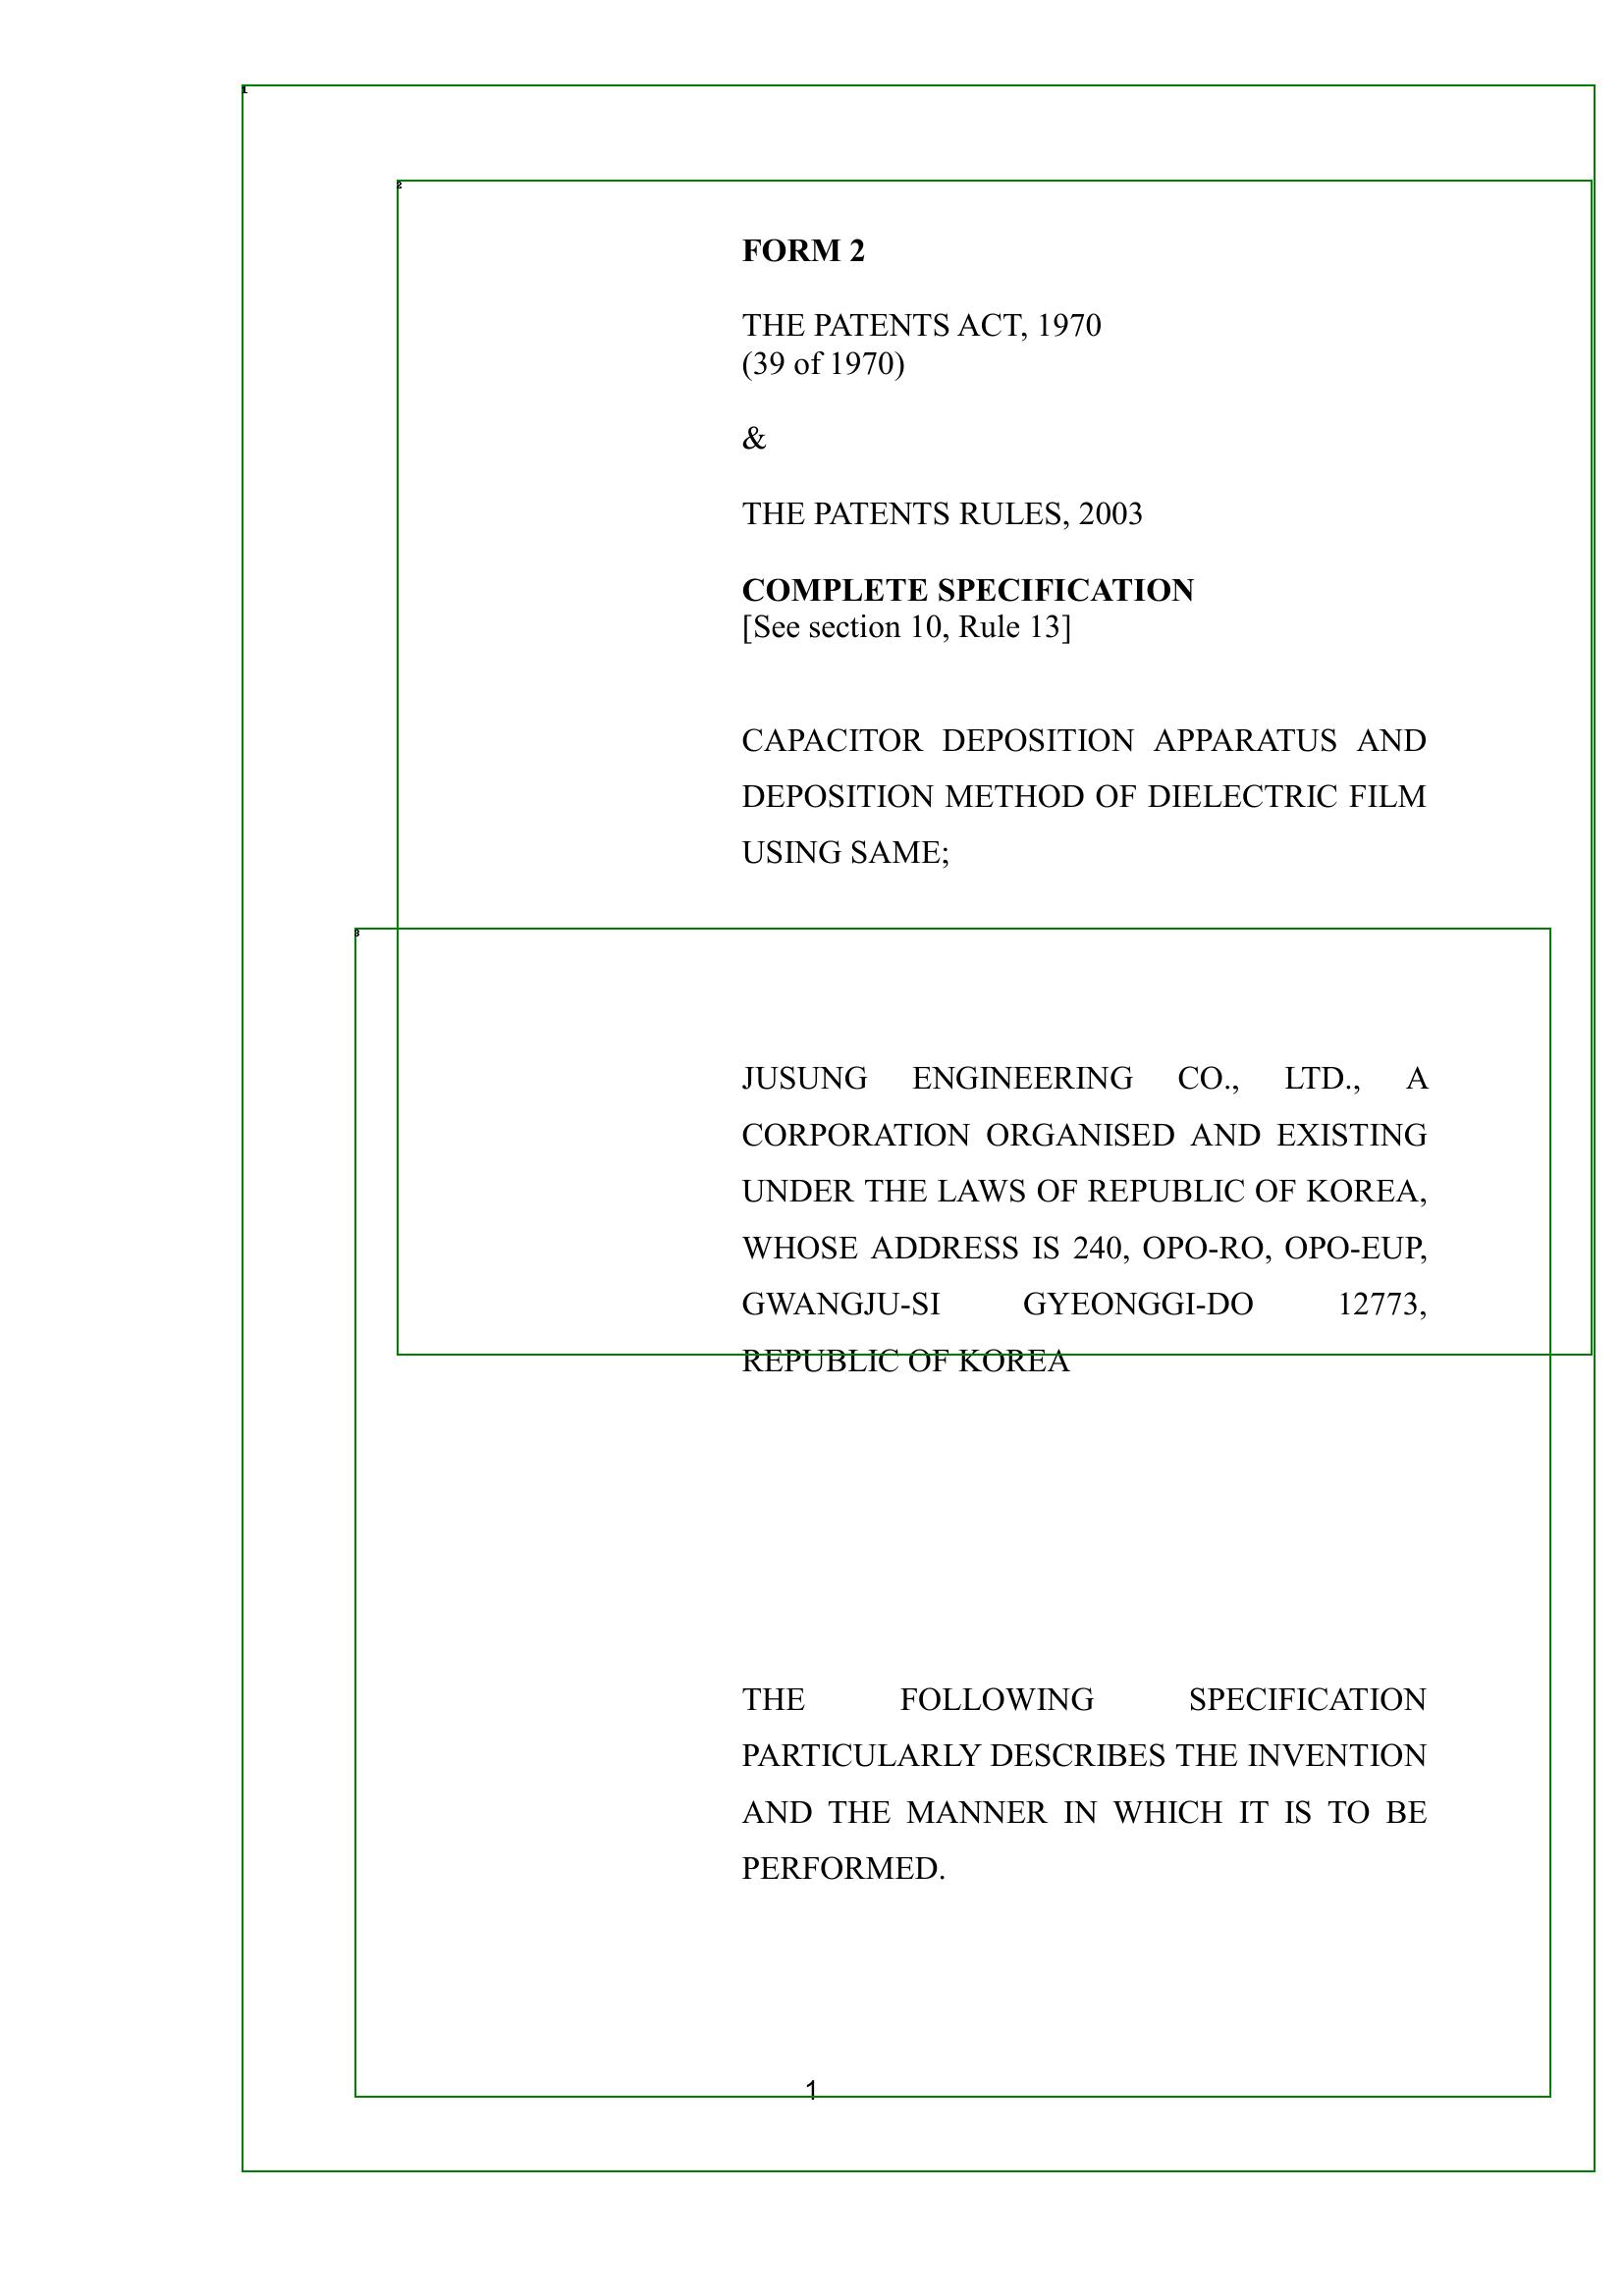 1
2
FORM 2
THE PATENTS ACT, 1970
(39 of 1970)
&
THE PATENTS RULES, 2003
COMPLETE SPECIFICATION
[See section 10, Rule 13]
CAPACITOR DEPOSITION APPARATUS AND
DEPOSITION METHOD OF DIELECTRIC FILM
USING SAME;
3
JUSUNG ENGINEERING CO., LTD., A
CORPORATION ORGANISED AND EXISTING
UNDER THE LAWS OF REPUBLIC OF KOREA,
WHOSE ADDRESS IS 240, OPO-RO, OPO-EUP,
GWANGJU-SI GYEONGGI-DO 12773,
REPUBLIC OF KOREA
THE FOLLOWING SPECIFICATION
PARTICULARLY DESCRIBES THE INVENTION
AND THE MANNER IN WHICH IT IS TO BE
PERFORMED.
1